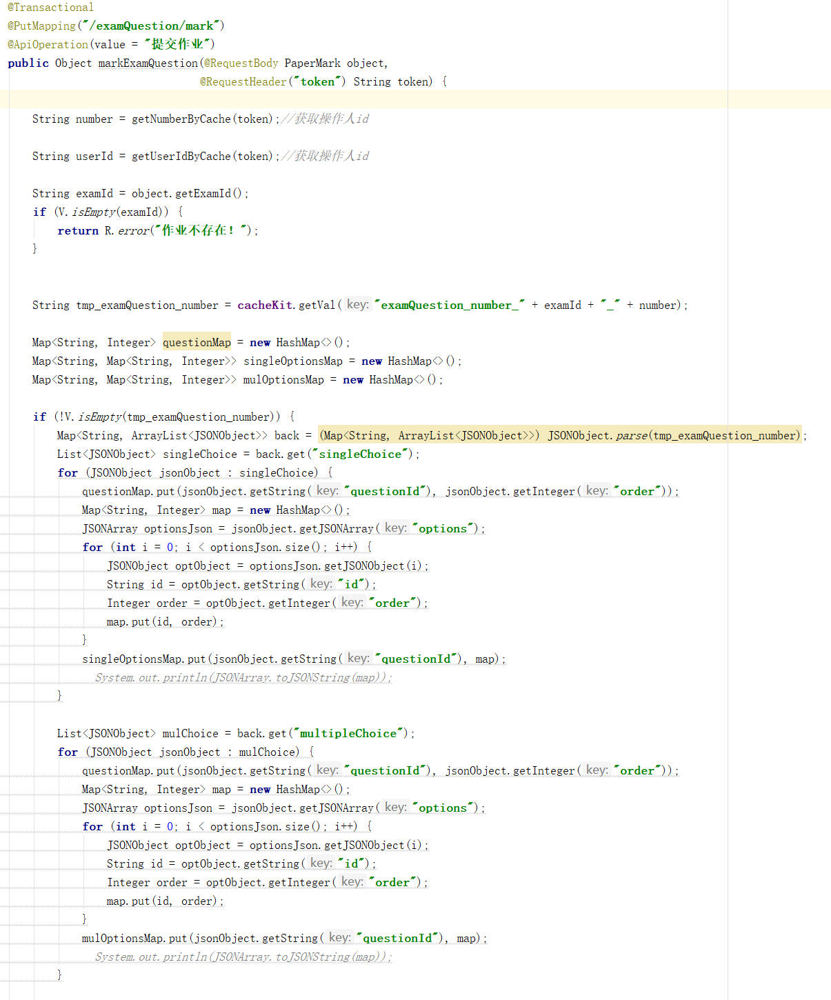 @Transactional
@PutMapping("/examQuestion/mark")
@ApiOperation(value = "提交作业")
public Object markExamQuestion(@RequestBody PaperMark object,
@RequestHeader("token") String token) {
String number = getNumberByCache(token);//获取操作人id
String userId = getUserIdByCache(token);//获取操作人id
String examId = object.getExamId();
if (V.isEmpty(examId)) {
return R.error("作业不存在！");
}
String tmp_examQuestion_number = cacheKit.getVal( key: "examQuestion_number_" + examId + "_" + number);
Map<String, Integer> questionMap = new HashMap<>();
Map<String, Map<String, Integer>> singleOptionsMap = new HashMap<>();
Map<String, Map<String, Integer>> mulOptionsMap = new HashMap<>();
if (!V.isEmpty(tmp_examQuestion_number)) {
Map<String, ArrayList<JSONObject>> back = (Map<String, ArrayList<JSONObject>>) JSONObject.parse(tmp_examQuestion_number);
List<JSONObject> singleChoice = back.get("singleChoice");
for (JSONObject jsonObject : singleChoice) {
questionMap.put(jsonObject.getString( key: "questionId"), jsonObject.getInteger( key: "order"));
Map<String, Integer> map = new HashMap<>();
JSONArray optionsJson = jsonObject.getJSONArray( key: "options");
for (int i = 0; i < optionsJson.size(); i++) {
JSONObject optObject = optionsJson.getJSONObject(i);
String id = optObject.getString( key: "id");
Integer order = optObject.getInteger( key: "order");
map.put(id, order);
}
singleOptionsMap.put(jsonObject.getString( key: "questionId"), map);
System.out.println(JSONArray.toJSONString(map));
}
List<JSONObject> mulChoice = back.get("multipleChoice");
for (JSONObject jsonObject : mulChoice) {
questionMap.put(jsonObject.getString( key: "questionId"), jsonObject.getInteger( key: "order"));
Map<String, Integer> map = new HashMap<>();
JSONArray optionsJson = jsonObject.getJSONArray( key: "options");
for (int i = 0; i < optionsJson.size(); i++) {
JSONObject optObject = optionsJson.getJSONObject(i);
String id = optObject.getString( key: "id");
Integer order = optObject.getInteger( key: "order");
map.put(id, order);
}
mulOptionsMap.put(jsonObject.getString( key: "questionId"), map);
System.out.println(JSONArray.toJSONString(map));
}